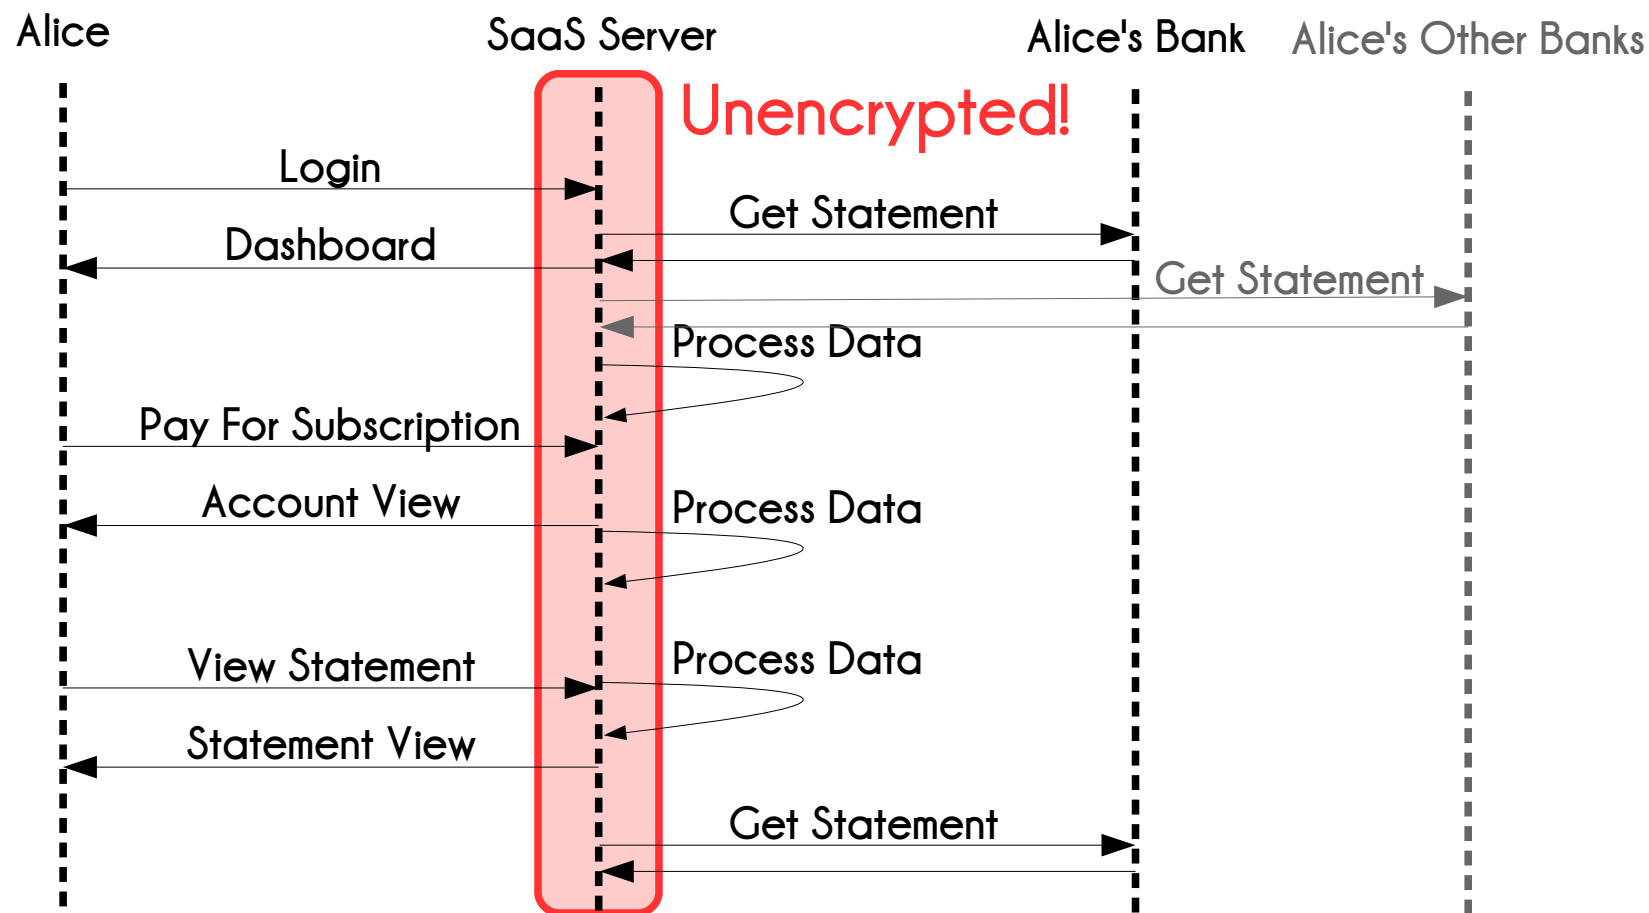 Alice
SaaS Server
Alice's Bank
Alice's Other Banks
Unencrypted!
Login
Get Statement
Dashboard
Get Statement
Process Data
Pay For Subscription
Account View
Process Data
View Statement
Process Data
Statement View
Get Statement